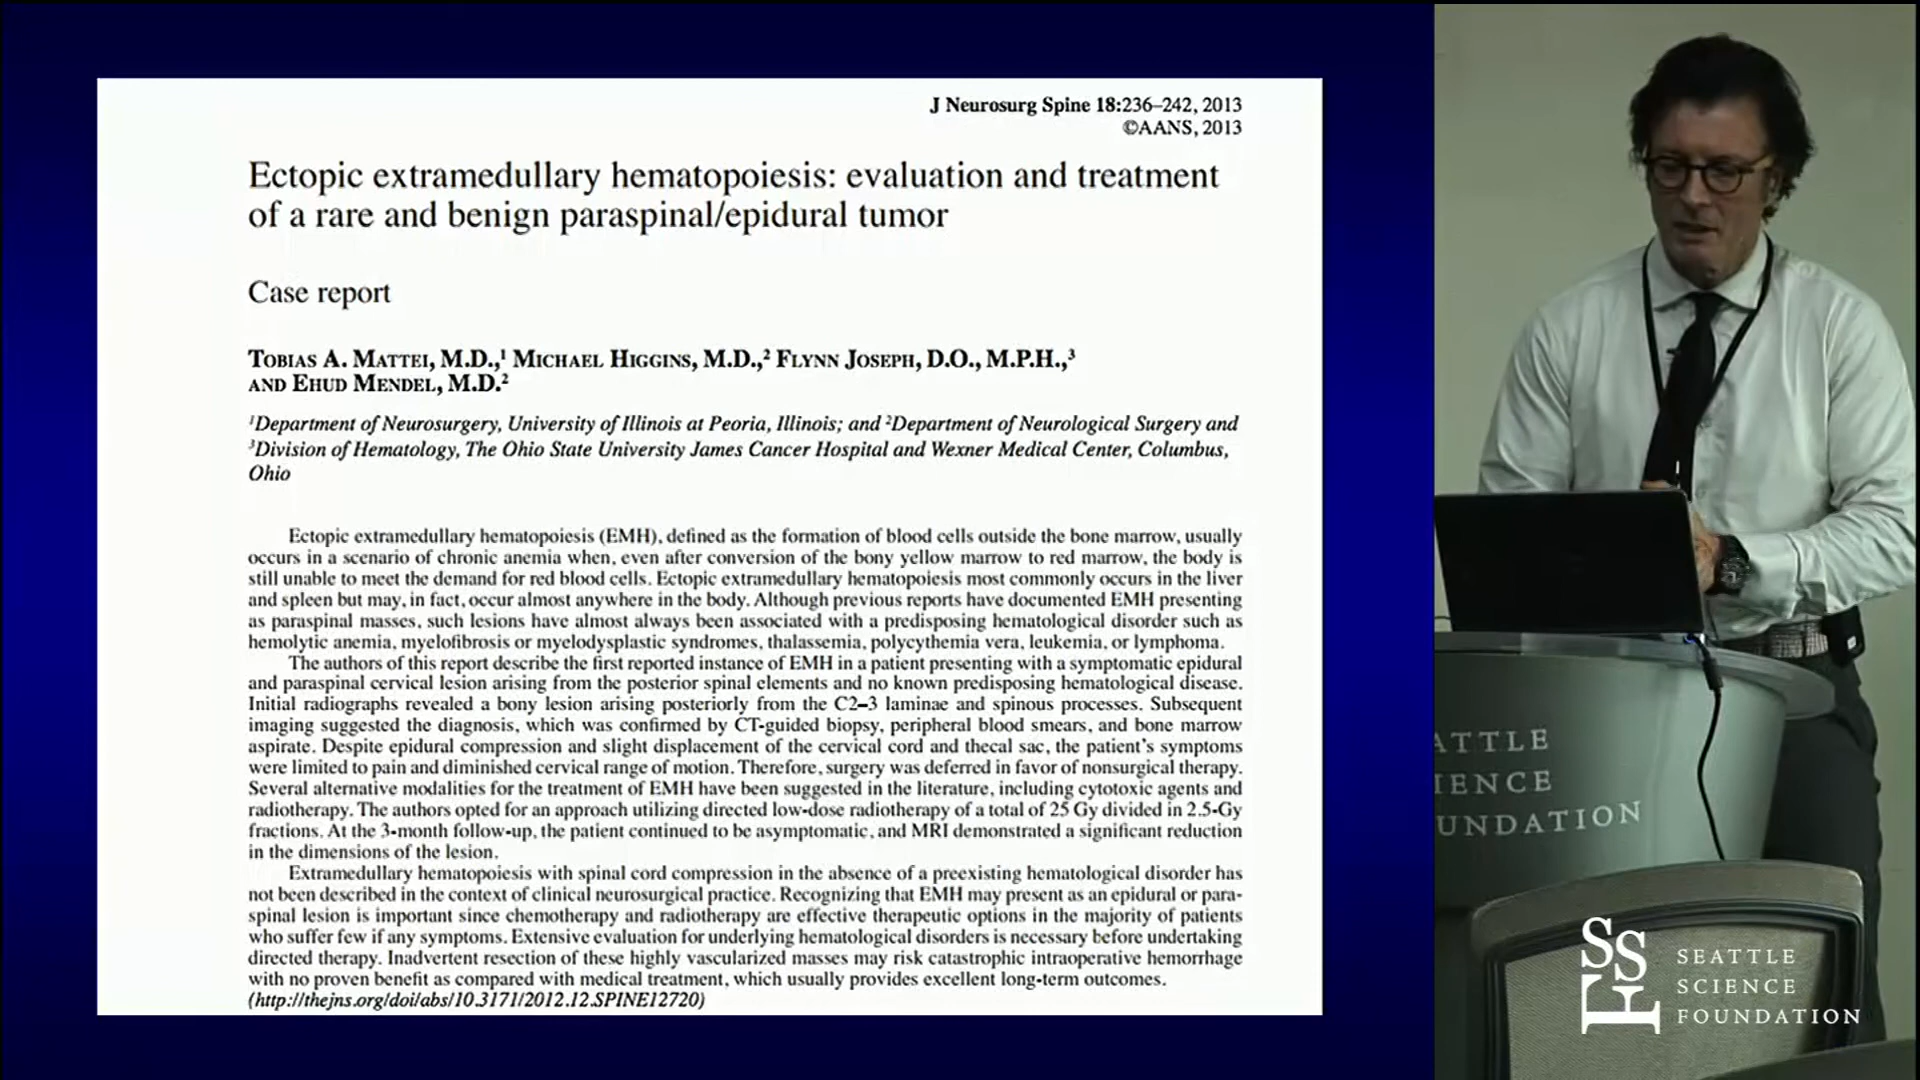 J Neurosurg Spine 18:236–242, 2013
©AANS, 2013
Ectopic extramedullary hematopoiesis: evaluation and treatment
of a rare and benign paraspinal/epidural tumor
Case report
Tobias A. Mattei, M.D.,¹ Michael Higgins, M.D.,² Flynn Joseph, D.O., M.P.H.,³
and Ehud Mendel, M.D.²
¹Department of Neurosurgery, University of Illinois at Peoria, Illinois; and ²Department of Neurological Surgery and
³Division of Hematology, The Ohio State University James Cancer Hospital and Wexner Medical Center, Columbus,
Ohio
Ectopic extramedullary hematopoiesis (EMH), defined as the formation of blood cells outside the bone marrow, usually
occurs in a scenario of chronic anemia when, even after conversion of the bony yellow marrow to red marrow, the body is
still unable to meet the demand for red blood cells. Ectopic extramedullary hematopoiesis most commonly occurs in the liver
and spleen but may, in fact, occur almost anywhere in the body. Although previous reports have documented EMH presenting
as paraspinal masses, such lesions have almost always been associated with a predisposing hematological disorder such as
hemolytic anemia, myelofibrosis or myelodysplastic syndromes, thalassemia, polycythemia vera, leukemia, or lymphoma.
The authors of this report describe the first reported instance of EMH in a patient presenting with a symptomatic epidural
and paraspinal cervical lesion arising from the posterior spinal elements and no known predisposing hematological disease.
Initial radiographs revealed a bony lesion arising posteriorly from the C2–3 laminae and spinous processes. Subsequent
imaging suggested the diagnosis, which was confirmed by CT-guided biopsy, peripheral blood smears, and bone marrow
aspirate. Despite epidural compression and slight displacement of the cervical cord and thecal sac, the patient's symptoms
were limited to pain and diminished cervical range of motion. Therefore, surgery was deferred in favor of nonsurgical therapy.
Several alternative modalities for the treatment of EMH have been suggested in the literature, including cytotoxic agents and
radiotherapy. The authors opted for an approach utilizing directed low-dose radiotherapy of a total of 25 Gy divided in 2.5-Gy
fractions. At the 3-month follow-up, the patient continued to be asymptomatic, and MRI demonstrated a significant reduction
in the dimensions of the lesion.
Extramedullary hematopoiesis with spinal cord compression in the absence of a preexisting hematological disorder has
not been described in the context of clinical neurosurgical practice. Recognizing that EMH may present as an epidural or para-
spinal lesion is important since chemotherapy and radiotherapy are effective therapeutic options in the majority of patients
who suffer few if any symptoms. Extensive evaluation for underlying hematological disorders is necessary before undertaking
directed therapy. Inadvertent resection of these highly vascularized masses may risk catastrophic intraoperative hemorrhage
with no proven benefit as compared with medical treatment, which usually provides excellent long-term outcomes.
(http://thejns.org/doi/abs/10.3171/2012.12.SPINE12720)
ATTLE
IENCE
UNDATION
SSF
SEATTLE
SCIENCE
FOUNDATION